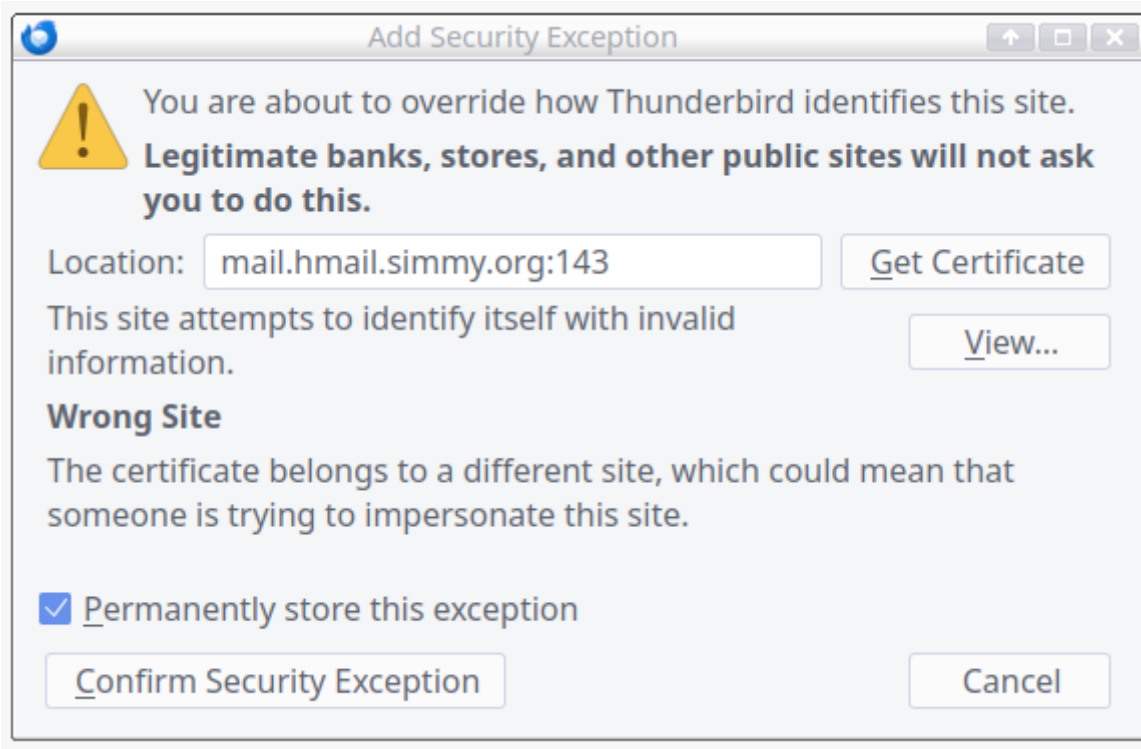 Add Security Exception
You are about to override how Thunderbird identifies this site.
Legitimate banks, stores, and other public sites will not ask
you to do this.
Location: mail.hmail.simmy.org:143 Get Certificate
This site attempts to identify itself with invalid
information.
View...
Wrong Site
The certificate belongs to a different site, which could mean that
someone is trying to impersonate this site.
Permanently store this exception
Confirm Security Exception Cancel